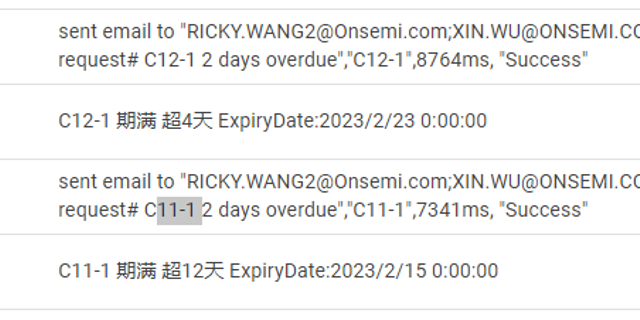 sent email to "RICKY.WANG2@Onsemi.com;XIN.WU@ONSEMI.CO
request# C12-1 2 days overdue","C12-1",8764ms, "Success"
C12-1 期满 超4天 ExpiryDate:2023/2/23 0:00:00
sent email to "RICKY.WANG2@Onsemi.com;XIN.WU@ONSEMI.CO
request# C11-1 2 days overdue","C11-1",7341ms, "Success"
C11-1 期满 超12天 ExpiryDate:2023/2/15 0:00:00